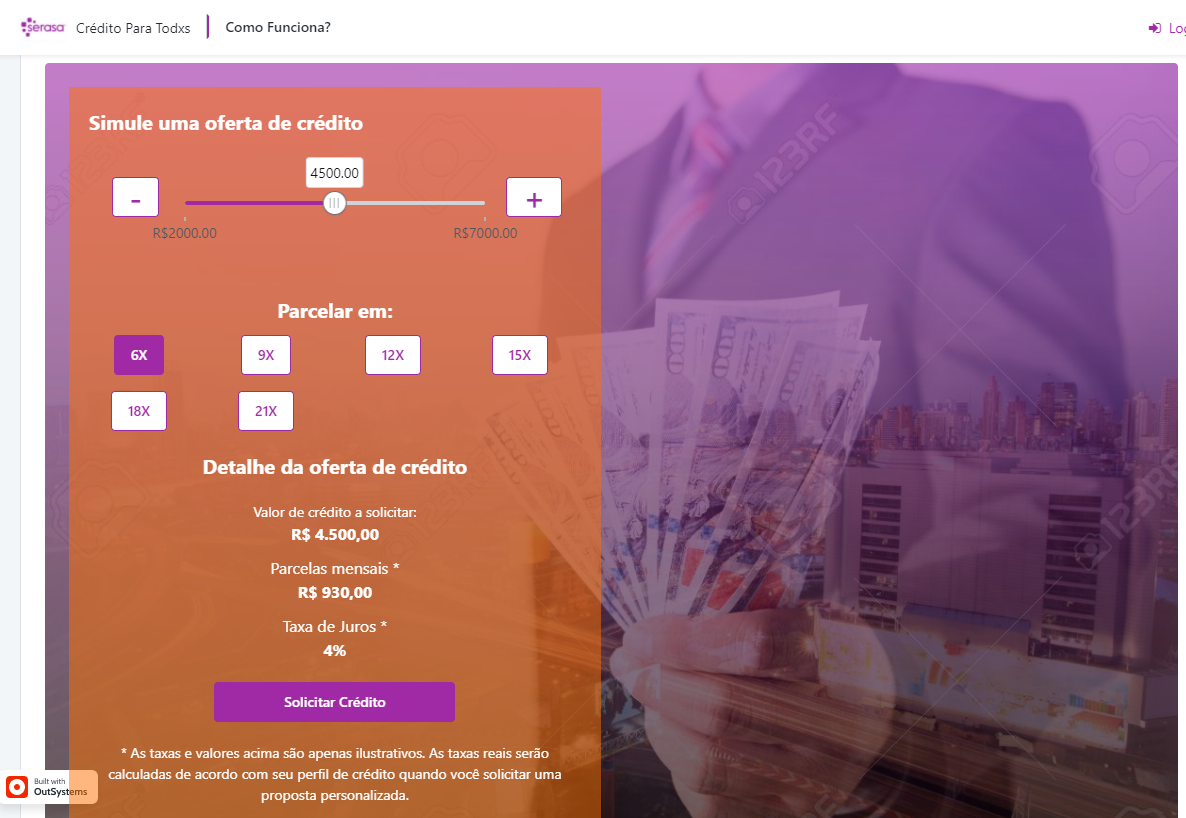 serasa Crédito Para Todxs Como Funciona?
Simule uma oferta de crédito
4500.00
- +
R$2000.00 R$7000.00
Parcelar em:
6X 9X 12X 15X
18X 21X
Detalhe da oferta de crédito
Valor de crédito a solicitar:
R$ 4.500,00
Parcelas mensais *
R$ 930,00
Taxa de Juros *
4%
Solicitar Crédito
* As taxas e valores acima são apenas ilustrativos. As taxas reais serão
calculadas de acordo com seu perfil de crédito quando você solicitar uma
proposta personalizada.
Built with
OutSystems
123RF
123RF